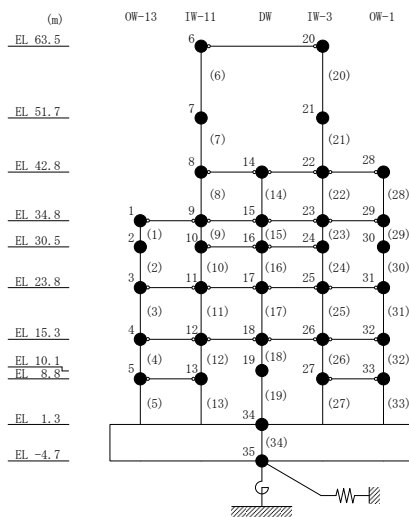 (m) OW-13 IW-11 DW IW-3 OW-1
EL 63.5 6 20
(6) (20)
EL 51.7 7 21
(7) (21)
EL 42.8 8 14 22 28
(8) (14) (22) (28)
EL 34.8 1 9 15 23 29
(1) (9) (15) (23) (29)
EL 30.5 2 10 16 24 30
(2) (10) (16) (24) (30)
EL 23.8 3 11 17 25 31
(3) (11) (17) (25) (31)
EL 15.3 4 12 18 26 32
(4) (12) (18) (26) (32)
EL 10.1 19
EL 8.8 5 13 27 33
(5) (13) (19) (27) (33)
EL 1.3 34
(34)
EL -4.7 35